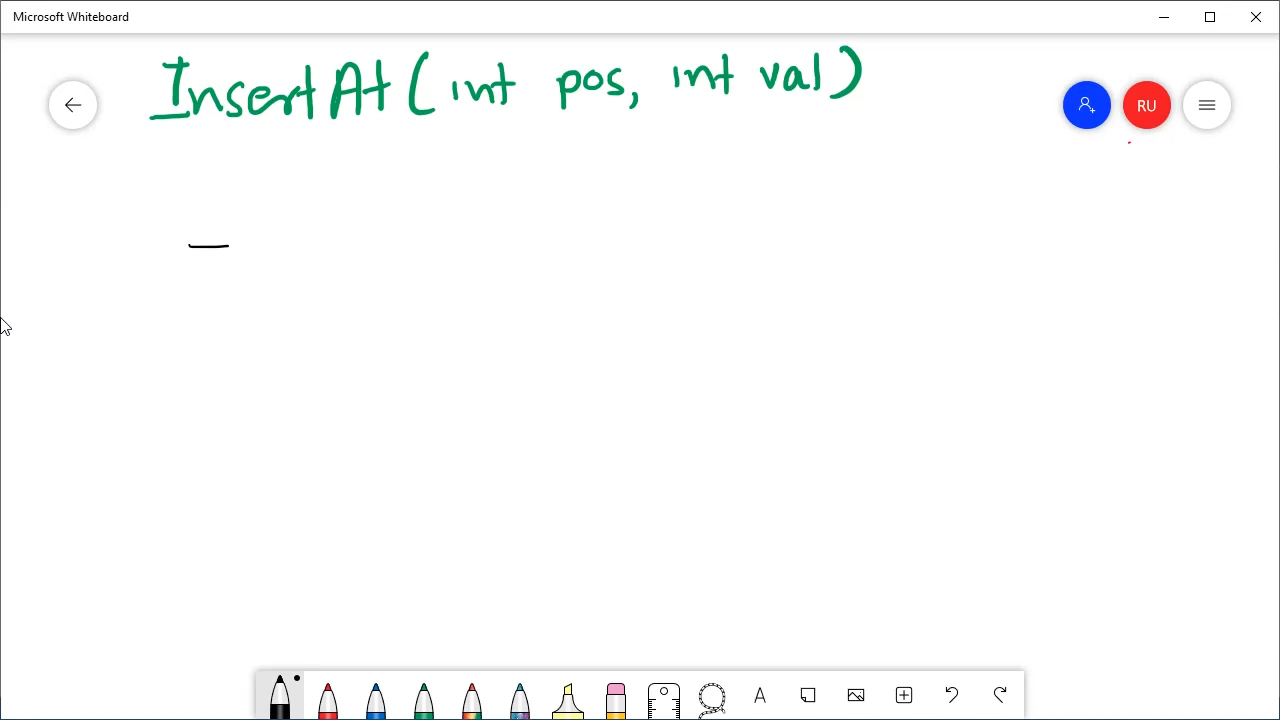 Microsoft Whiteboard
InsertAt(int pos, int val)
RU
A